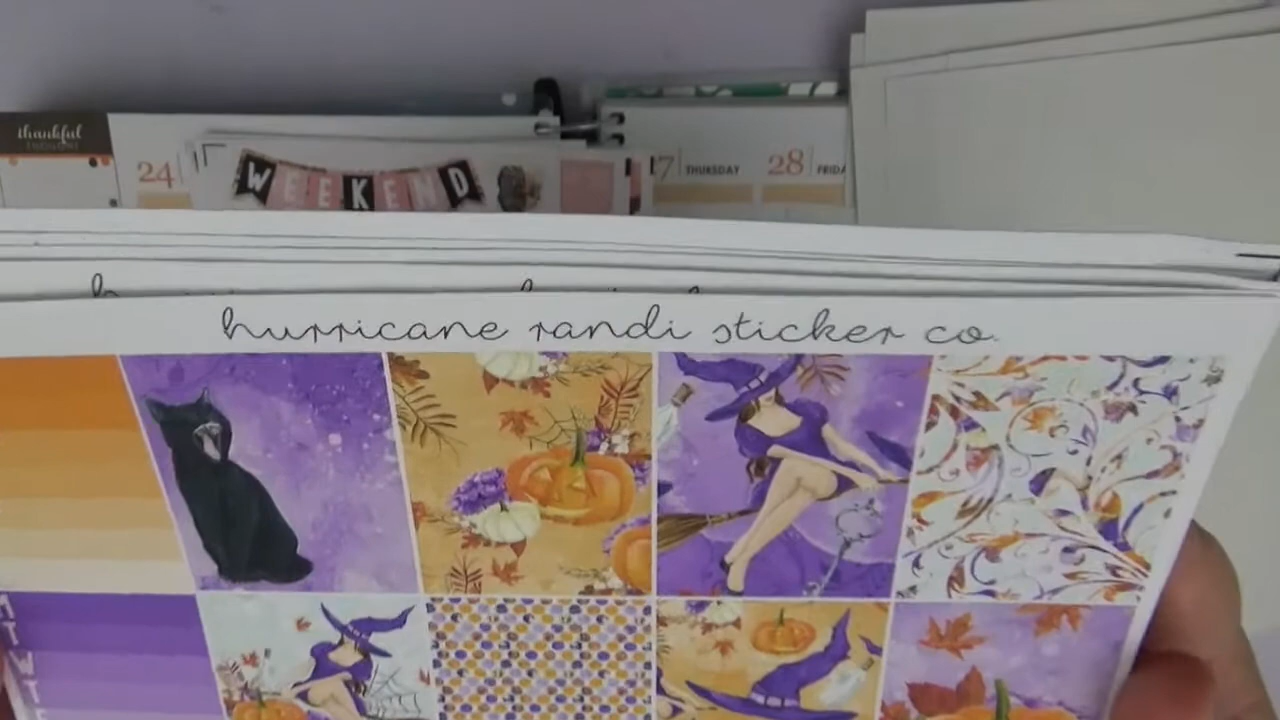 thankful
24
WEEKEND
THURSDAY
28
hurricane randi sticker co.
M
T
W
T